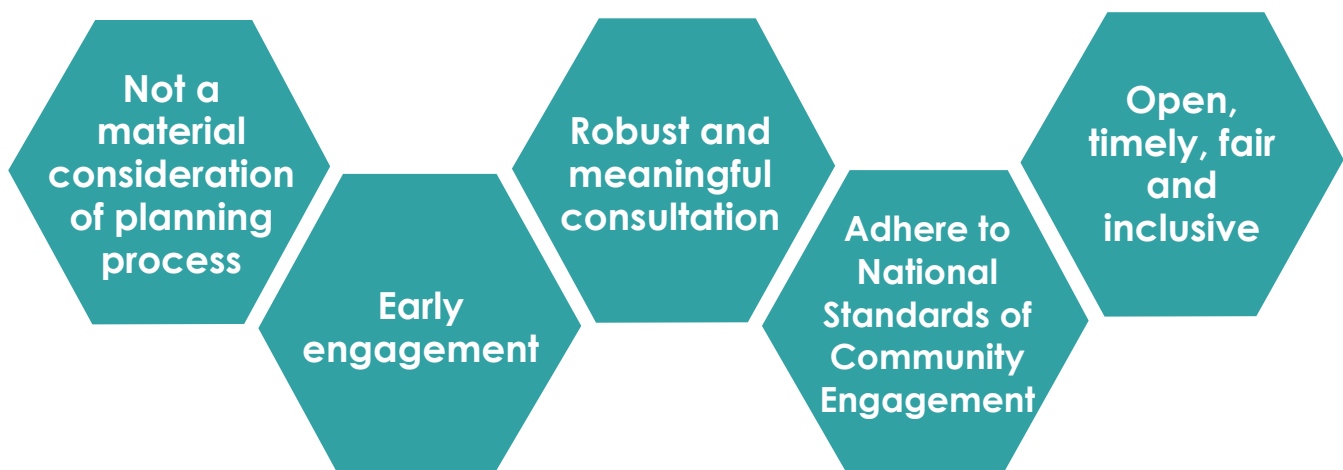 Not a
material
consideration
of planning
process
Early
engagement
Robust and
meaningful
consultation
Adhere to
National
Standards of
Community
Engagement
Open,
timely, fair
and
inclusive